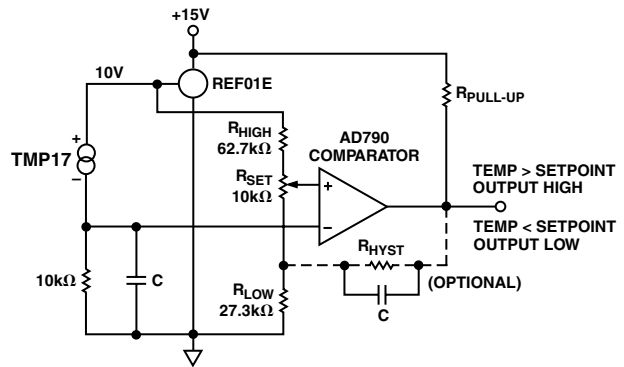 +15V
10V
REF01E
RPULL-UP
RHIGH
62.7kΩ
AD790
COMPARATOR
+
TMP17
–
RSET
10kΩ
+
–
TEMP > SETPOINT
OUTPUT HIGH
TEMP < SETPOINT
OUTPUT LOW
RHYST
(OPTIONAL)
C
10kΩ
C
RLOW
27.3kΩ